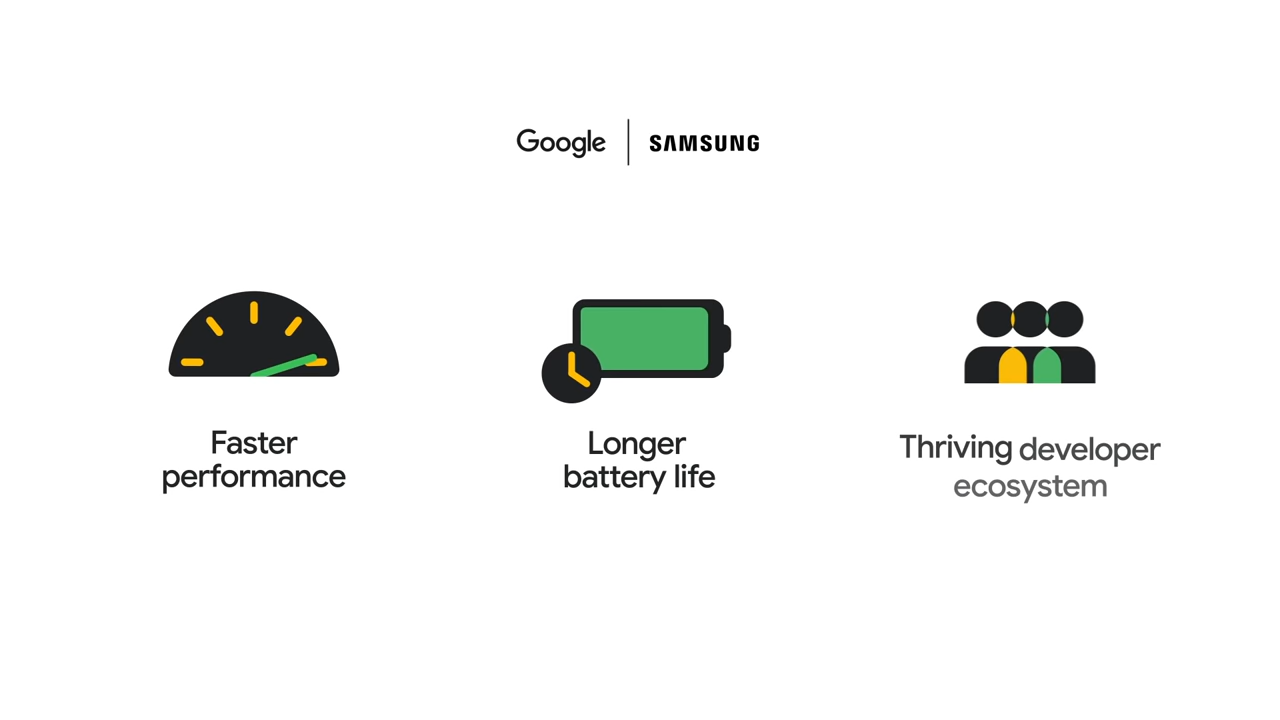 Google | SAMSUNG
Faster
performance
Longer
battery life
Thriving developer
ecosystem